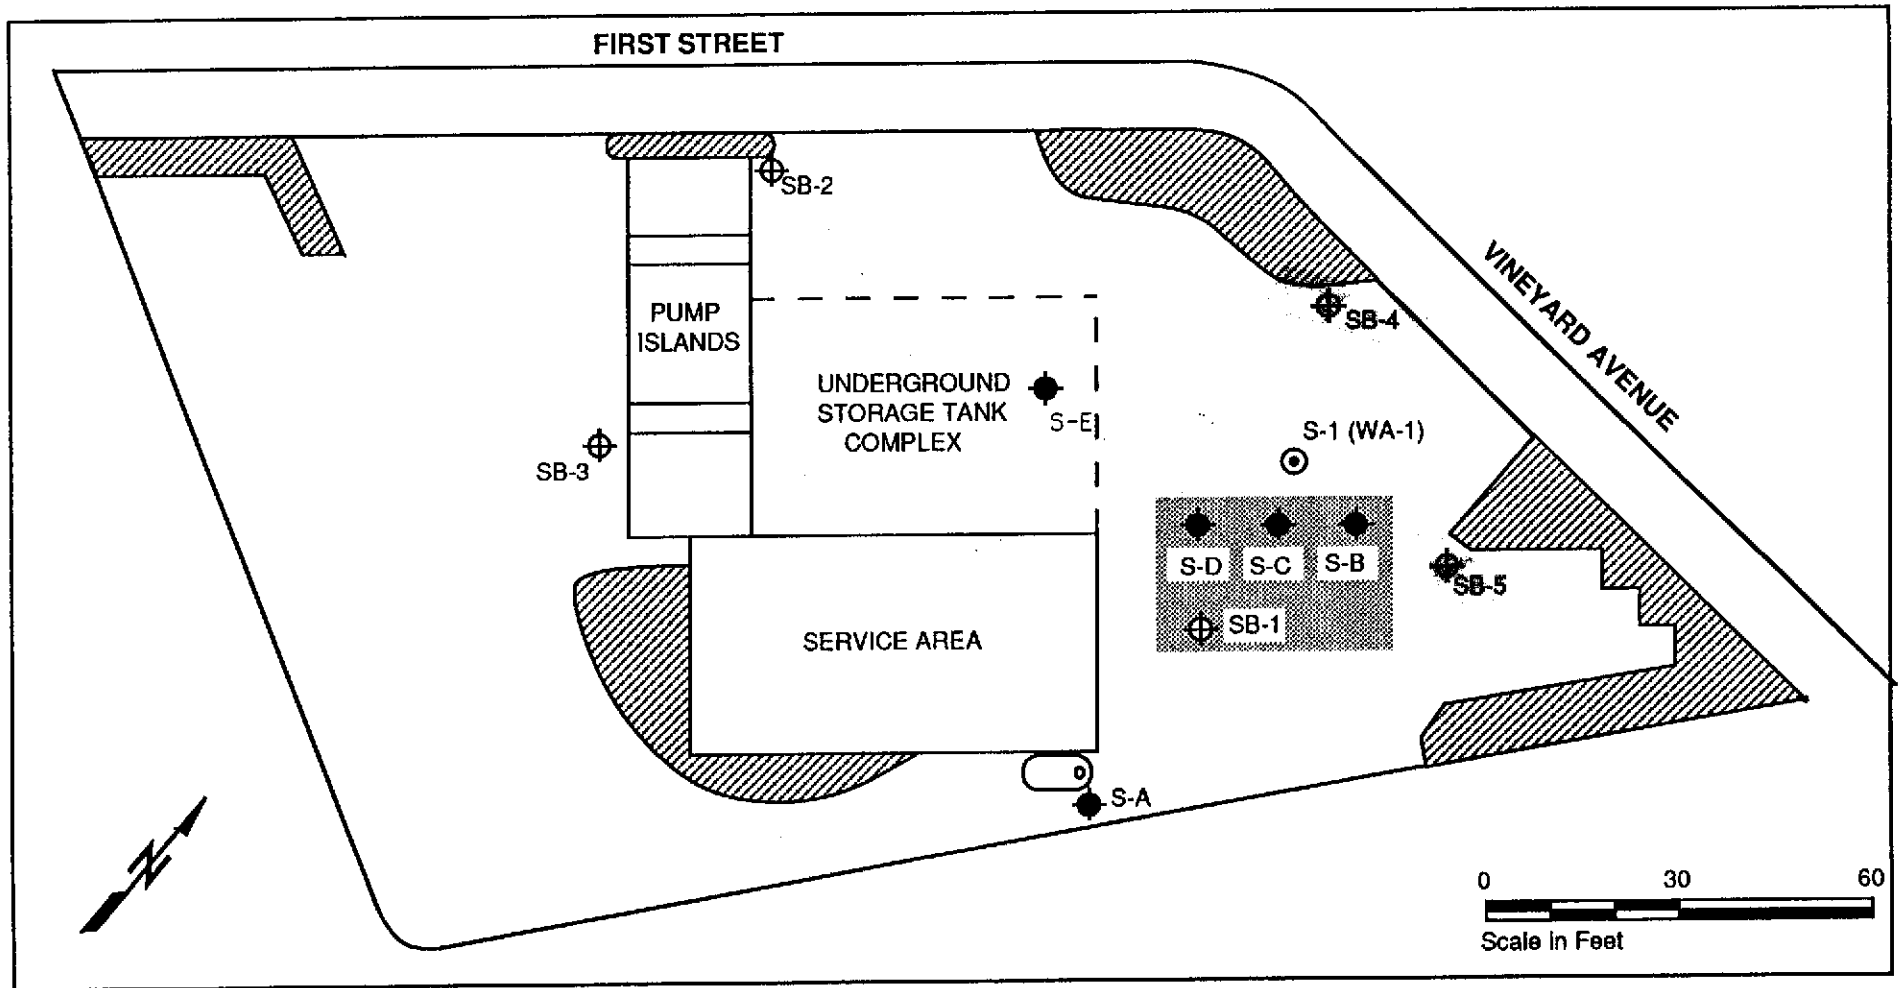 FIRST STREET
SB-2
VINEYARD AVENUE
PUMP
ISLANDS
SB-4
UNDERGROUND
STORAGE TANK
COMPLEX
S-E
S-1 (WA-1)
SB-3
S-D
S-C
S-B
SB-5
SB-1
SERVICE AREA
S-A
N
0 30 60
Scale in Feet